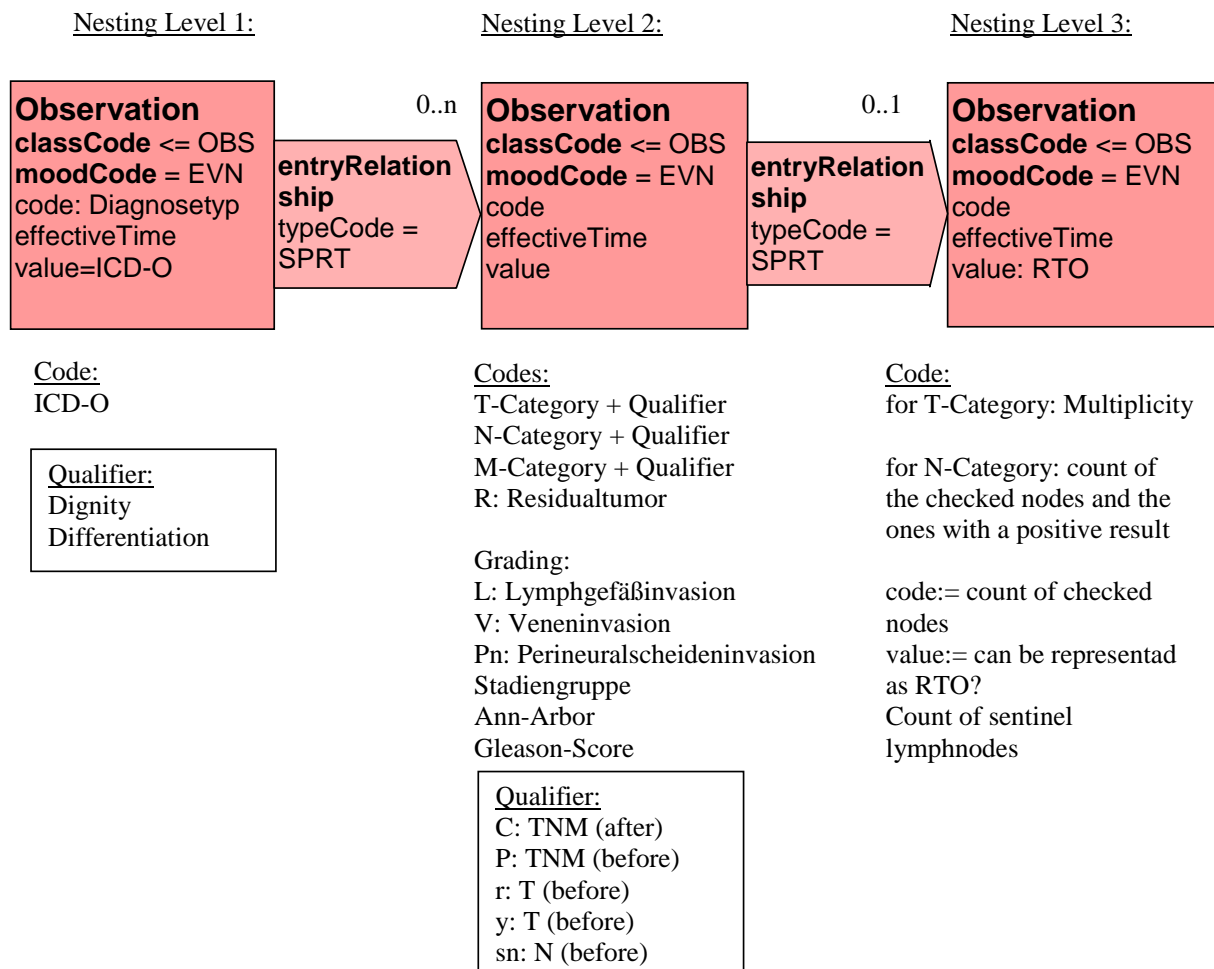 Nesting Level 1:
Nesting Level 2:
Nesting Level 3:
Observation
classCode <= OBS
moodCode = EVN
code: Diagnosetyp
effectiveTime
value=ICD-O
0..n
entryRelation
ship
typeCode =
SPRT
Observation
classCode <= OBS
moodCode = EVN
code
effectiveTime
value
0..1
entryRelation
ship
typeCode =
SPRT
Observation
classCode <= OBS
moodCode = EVN
code
effectiveTime
value: RTO
Code:
ICD-O
Qualifier:
Dignity
Differentiation
Codes:
T-Category + Qualifier
N-Category + Qualifier
M-Category + Qualifier
R: Residualtumor
Grading:
L: Lymphgefäßinvasion
V: Veneninvasion
Pn: Perineuralscheideninvasion
Stadiengruppe
Ann-Arbor
Gleason-Score
Qualifier:
C: TNM (after)
P: TNM (before)
r: T (before)
y: T (before)
sn: N (before)
Code:
for T-Category: Multiplicity
for N-Category: count of
the checked nodes and the
ones with a positive result
code:= count of checked
nodes
value:= can be representad
as RTO?
Count of sentinel
lymphnodes